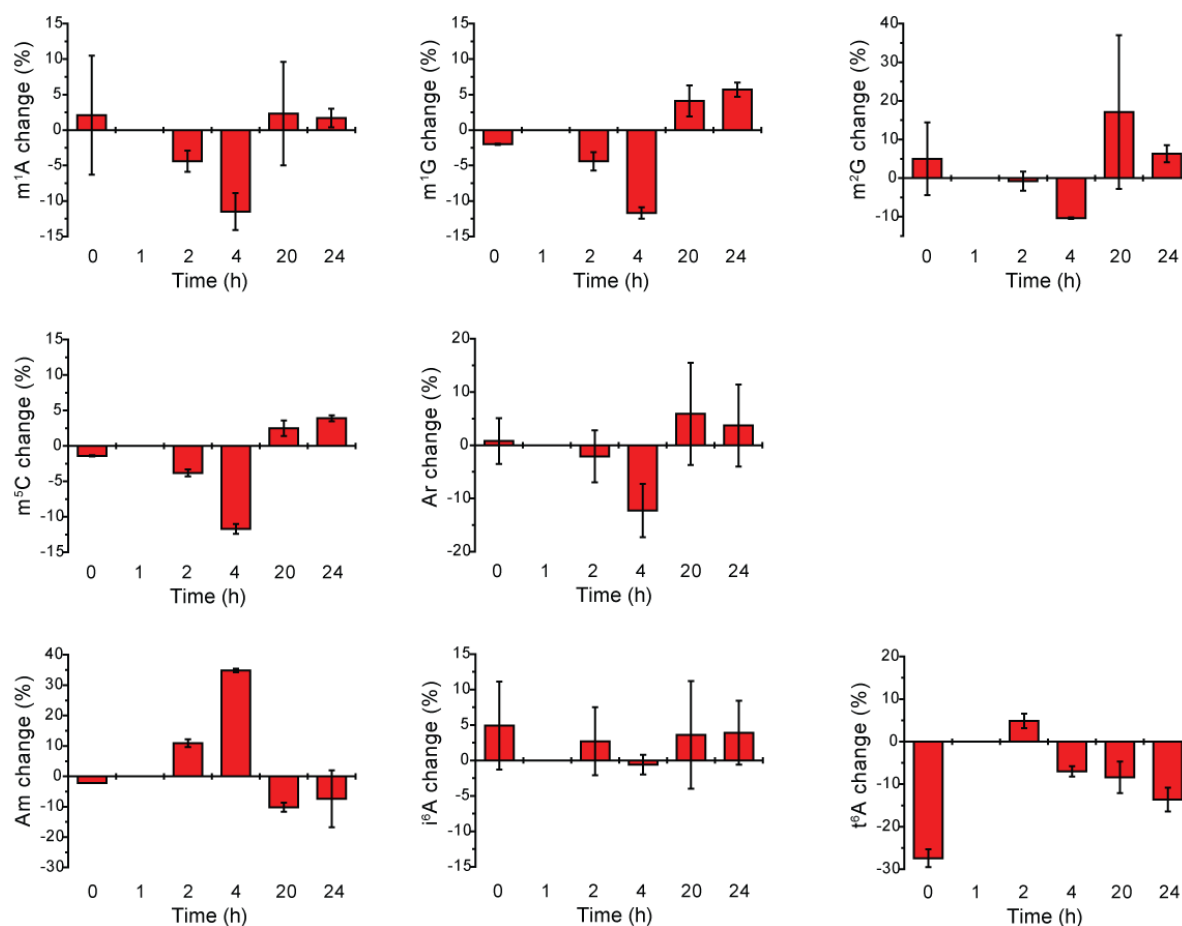 m¹A change (%)
15
10
5
0
-5
-10
-15
0 1 2 4 20 24
Time (h)
m¹G change (%)
15
10
5
0
-5
-10
-15
0 1 2 4 20 24
Time (h)
m²G change (%)
40
30
20
10
0
-10
0 1 2 4 20 24
Time (h)
m⁵C change (%)
15
10
5
0
-5
-10
-15
0 1 2 4 20 24
Time (h)
Ar change (%)
20
10
0
-10
-20
0 1 2 4 20 24
Time (h)
Am change (%)
40
30
20
10
0
-10
-20
-30
0 1 2 4 20 24
Time (h)
i⁶A change (%)
15
10
5
0
-5
-10
-15
0 1 2 4 20 24
Time (h)
t⁶A change (%)
20
10
0
-10
-20
-30
0 1 2 4 20 24
Time (h)